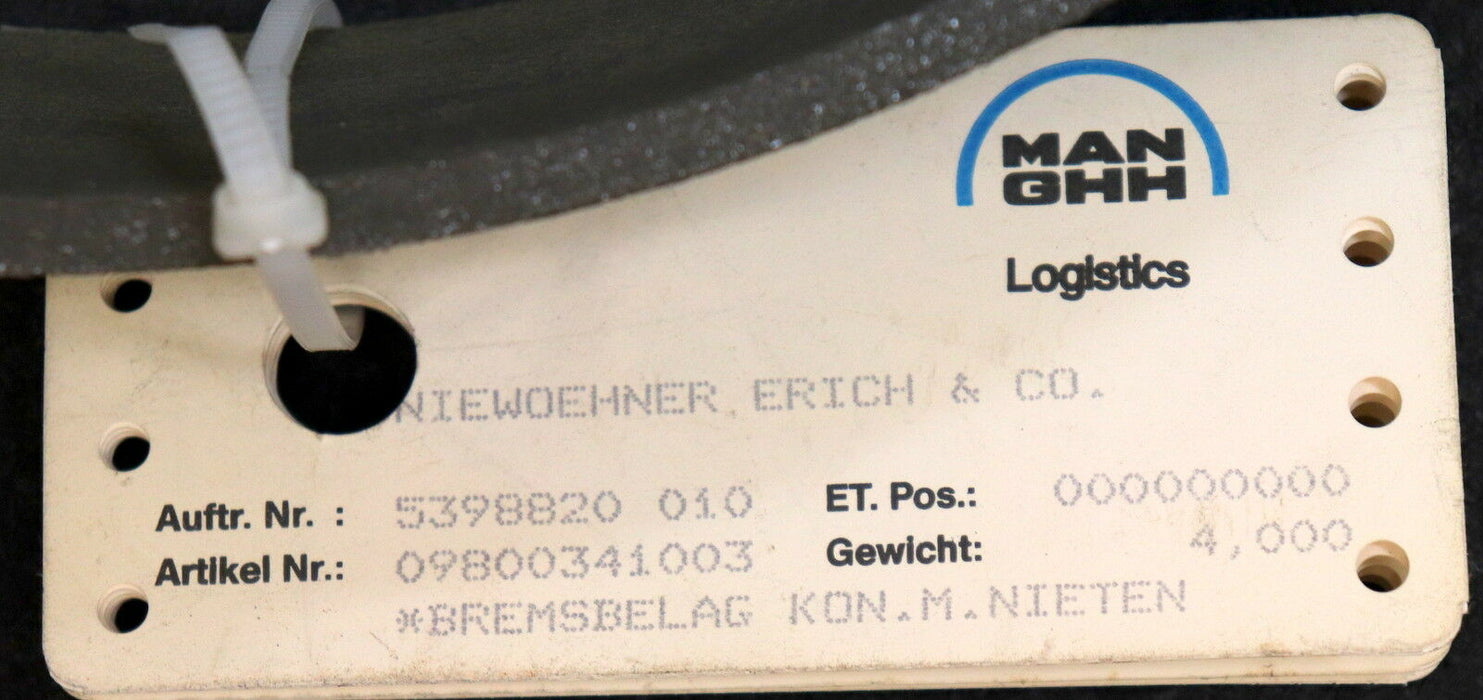 MAN
GHH
Logistics
NIEWOEHNER ERICH & CO.
Auftr. Nr. : 5398820 010 ET. Pos.: 000000000
Artikel Nr.: 09800341003 Gewicht: 4,000
*BREMSBELAG KON.M.NIETEN